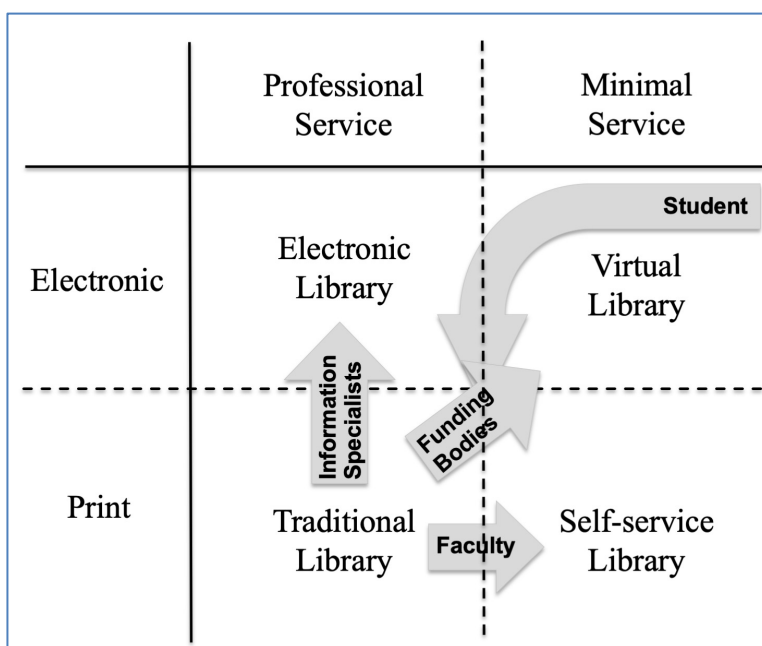 Professional
Service
Minimal
Service
Student
Electronic
Electronic
Library
Virtual
Library
Information
Specialists
Funding
Bodies
Print
Traditional
Library
Faculty
Self-service
Library